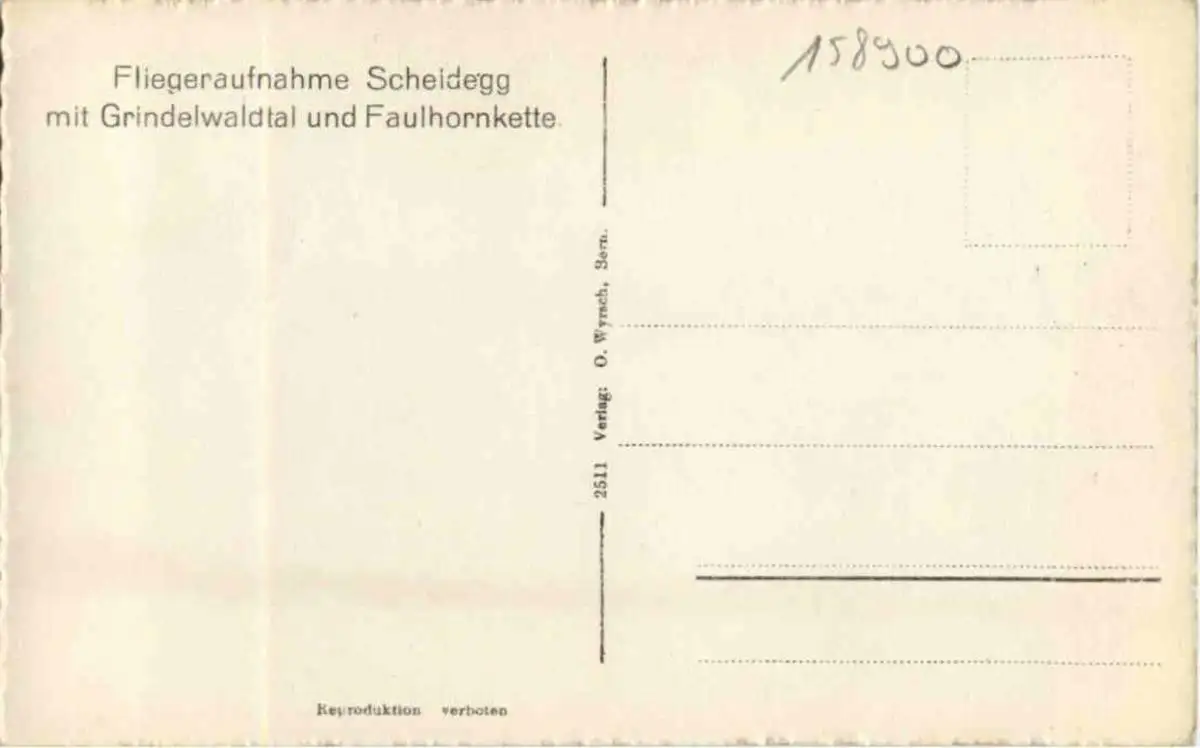 Fliegeraufnahme Scheidegg
mit Grindelwaldtal und Faulhornkette.
158900
2511 Verlag: O. Wyrsch, Bern.
Reproduktion verboten